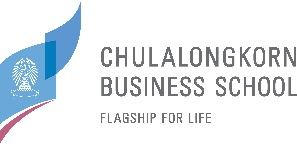 CHULALONGKORN
BUSINESS SCHOOL
FLAGSHIP FOR LIFE